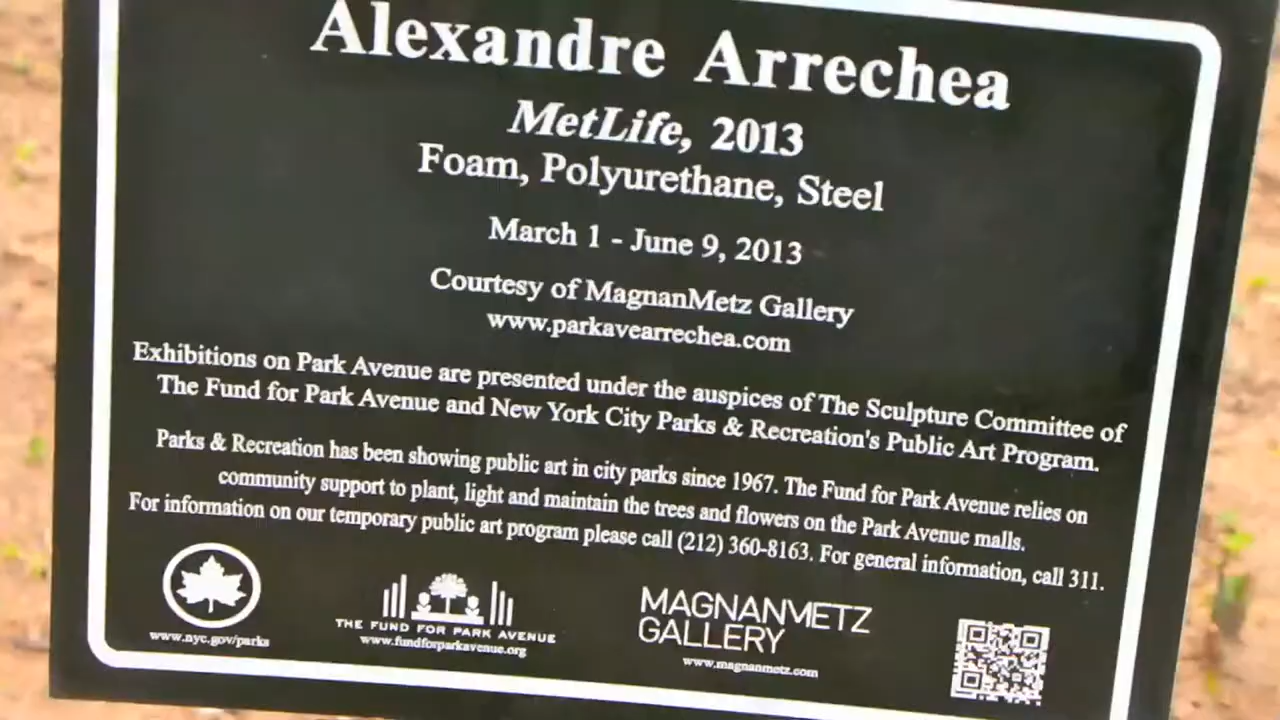 Alexandre Arrechea
MetLife, 2013
Foam, Polyurethane, Steel
March 1 - June 9, 2013
Courtesy of MagnanMetz Gallery
www.parkavearrechea.com
Exhibitions on Park Avenue are presented under the auspices of The Sculpture Committee of
The Fund for Park Avenue and New York City Parks & Recreation's Public Art Program.
Parks & Recreation has been showing public art in city parks since 1967. The Fund for Park Avenue relies on
community support to plant, light and maintain the trees and flowers on the Park Avenue malls.
For information on our temporary public art program please call (212) 360-8163. For general information, call 311.
www.nyc.gov/parks
THE FUND FOR PARK AVENUE
www.fundforparkavenue.org
MAGNANMETZ
GALLERY
www.magnanmetz.com